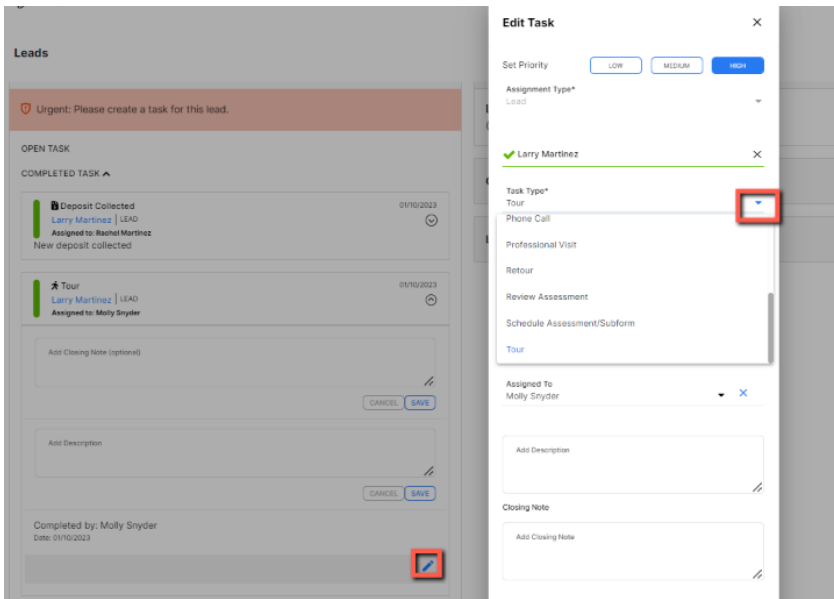 Leads
Urgent: Please create a task for this lead.
OPEN TASK
COMPLETED TASK
Deposit Collected
01/10/2023
Larry Martinez | LEAD
Assigned to: Rachel Martinez
New deposit collected
Tour
01/10/2023
Larry Martinez | LEAD
Assigned to: Molly Snyder
Add Closing Note (optional)
CANCEL SAVE
Add Description
CANCEL SAVE
Completed by: Molly Snyder
Date: 01/10/2023
Edit Task
Set Priority LOW MEDIUM HIGH
Assignment Type*
Lead
Larry Martinez
Task Type*
Tour
Phone Call
Professional Visit
Retour
Review Assessment
Schedule Assessment/Subform
Tour
Assigned To
Molly Snyder
Add Description
Closing Note
Add Closing Note